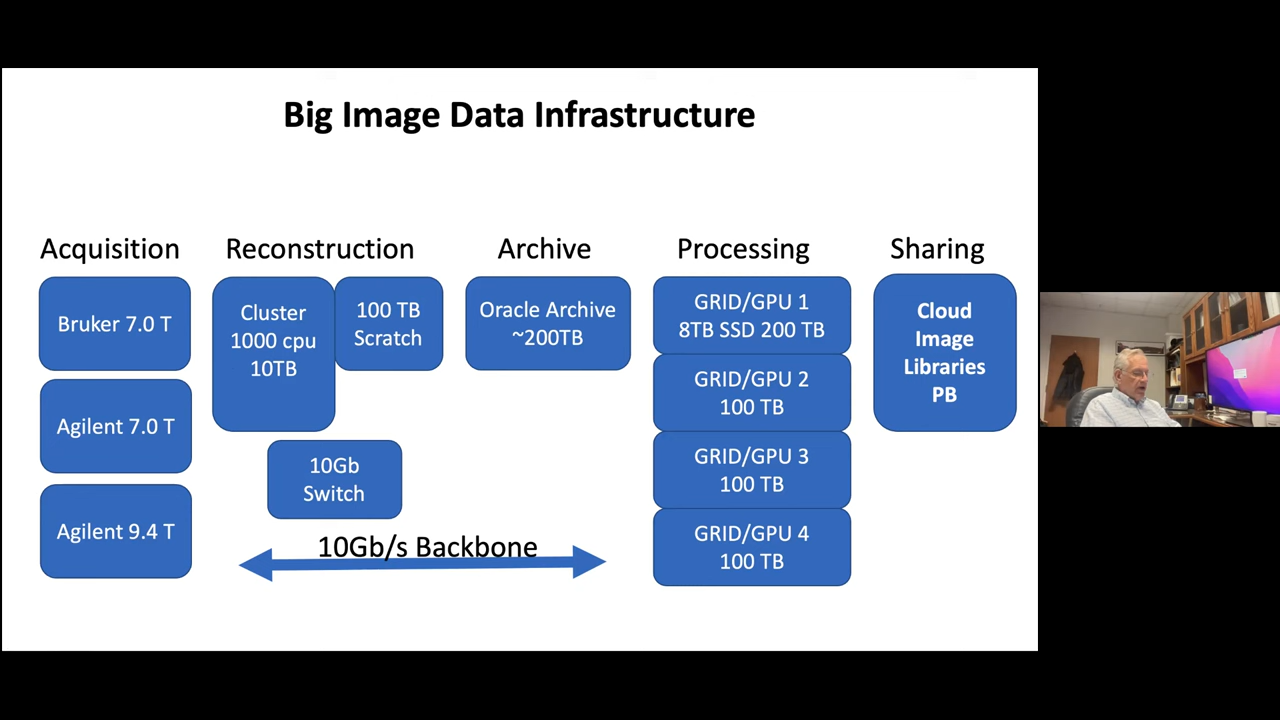 Big Image Data Infrastructure
Acquisition
Bruker 7.0 T
Agilent 7.0 T
Agilent 9.4 T
Reconstruction
Cluster
1000 cpu
10TB
100 TB
Scratch
10Gb
Switch
10Gb/s Backbone
Archive
Oracle Archive
~200TB
Processing
GRID/GPU 1
8TB SSD 200 TB
GRID/GPU 2
100 TB
GRID/GPU 3
100 TB
GRID/GPU 4
100 TB
Sharing
Cloud
Image
Libraries
PB